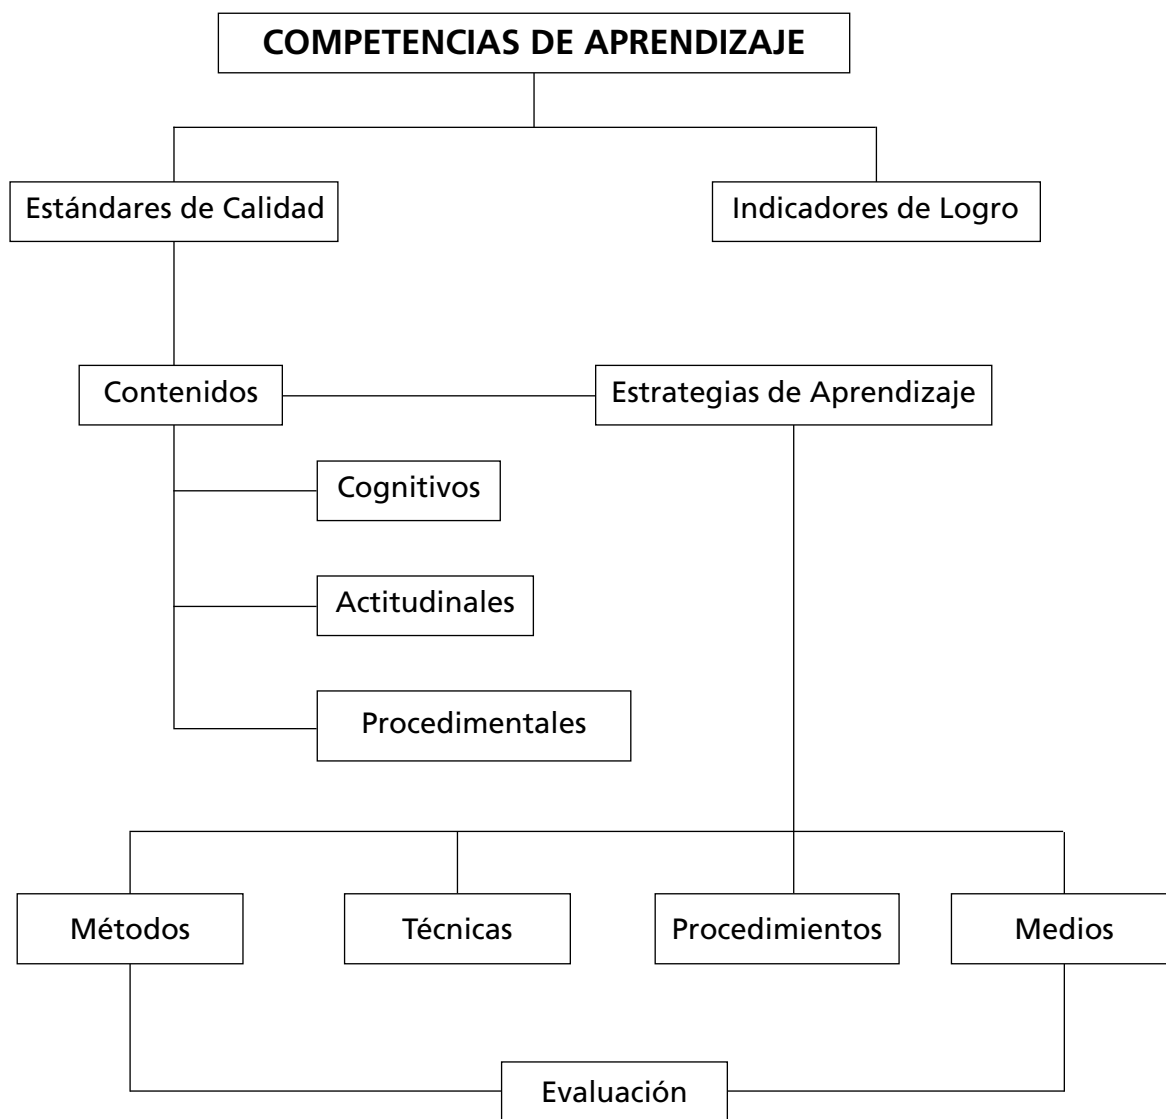 COMPETENCIAS DE APRENDIZAJE
Estándares de Calidad
Indicadores de Logro
Contenidos
Estrategias de Aprendizaje
Cognitivos
Actitudinales
Procedimentales
Métodos
Técnicas
Procedimientos
Medios
Evaluación